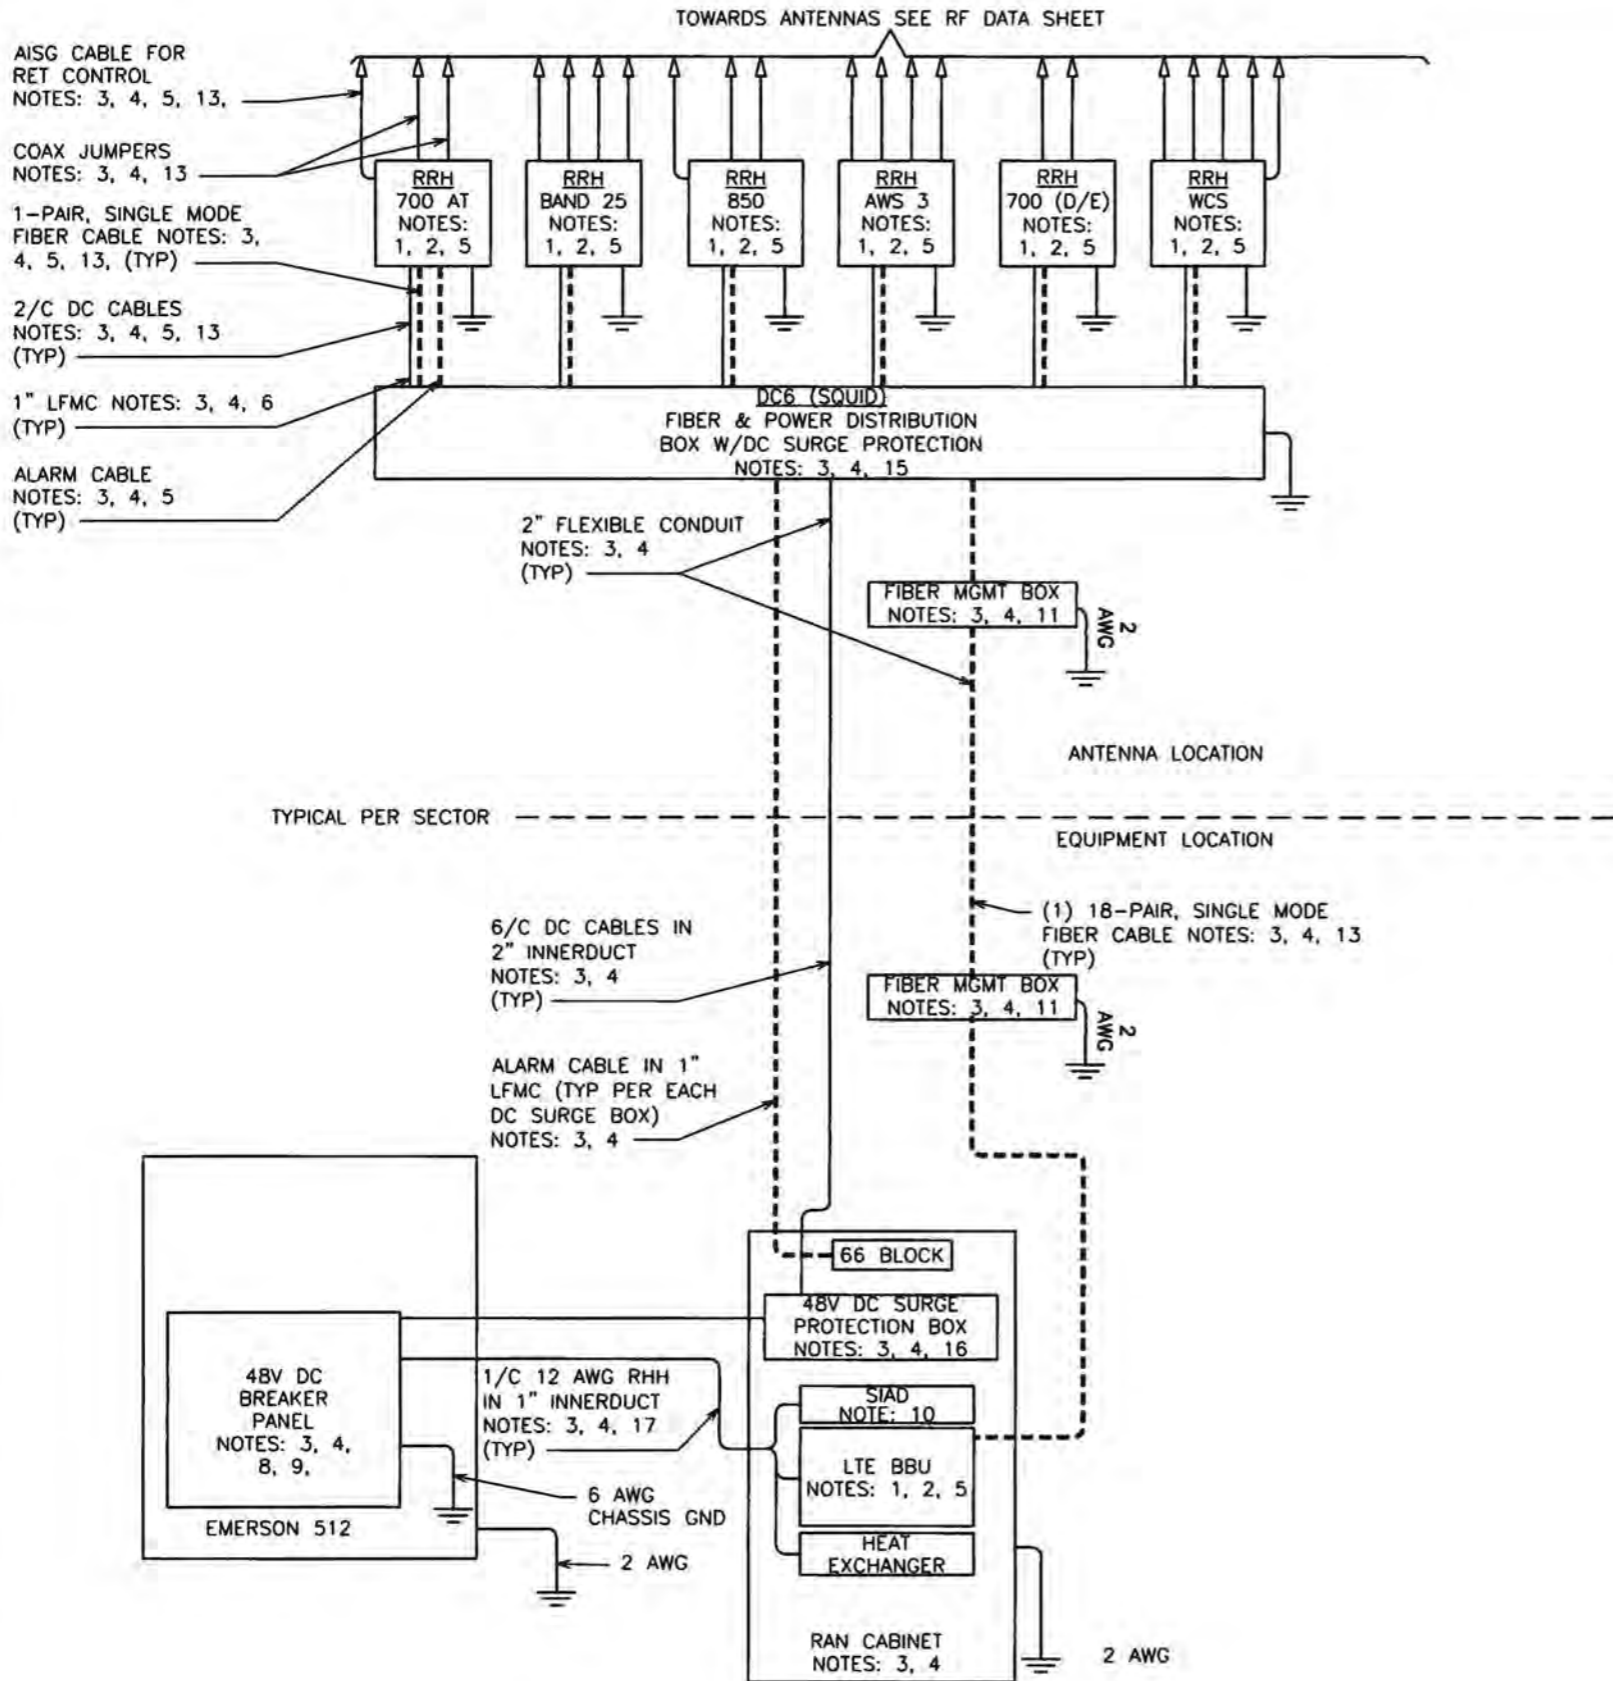 TOWARDS ANTENNAS SEE RF DATA SHEET
AISG CABLE FOR
RET CONTROL
NOTES: 3, 4, 5, 13,
COAX JUMPERS
NOTES: 3, 4, 13
1-PAIR, SINGLE MODE
FIBER CABLE NOTES: 3,
4, 5, 13, (TYP)
2/C DC CABLES
NOTES: 3, 4, 5, 13
(TYP)
1" LFMC NOTES: 3, 4, 6
(TYP)
ALARM CABLE
NOTES: 3, 4, 5
(TYP)
RRH
700 AT
NOTES:
1, 2, 5
RRH
BAND 25
NOTES:
1, 2, 5
RRH
850
NOTES:
1, 2, 5
RRH
AWS 3
NOTES:
1, 2, 5
RRH
700 (D/E)
NOTES:
1, 2, 5
RRH
WCS
NOTES:
1, 2, 5
DC6 (SQUID)
FIBER & POWER DISTRIBUTION
BOX W/DC SURGE PROTECTION
NOTES: 3, 4, 15
2" FLEXIBLE CONDUIT
NOTES: 3, 4
(TYP)
FIBER MGMT BOX
NOTES: 3, 4, 11
2
AWG
ANTENNA LOCATION
TYPICAL PER SECTOR
EQUIPMENT LOCATION
6/C DC CABLES IN
2" INNERDUCT
NOTES: 3, 4
(TYP)
(1) 18-PAIR, SINGLE MODE
FIBER CABLE NOTES: 3, 4, 13
(TYP)
FIBER MGMT BOX
NOTES: 3, 4, 11
2
AWG
ALARM CABLE IN 1"
LFMC (TYP PER EACH
DC SURGE BOX)
NOTES: 3, 4
66 BLOCK
48V DC SURGE
PROTECTION BOX
NOTES: 3, 4, 16
48V DC
BREAKER
PANEL
NOTES: 3, 4,
8, 9,
1/C 12 AWG RHH
IN 1" INNERDUCT
NOTES: 3, 4, 17
(TYP)
SIAD
NOTE: 10
LTE BBU
NOTES: 1, 2, 5
HEAT
EXCHANGER
6 AWG
CHASSIS GND
EMERSON 512
2 AWG
RAN CABINET
NOTES: 3, 4
2 AWG